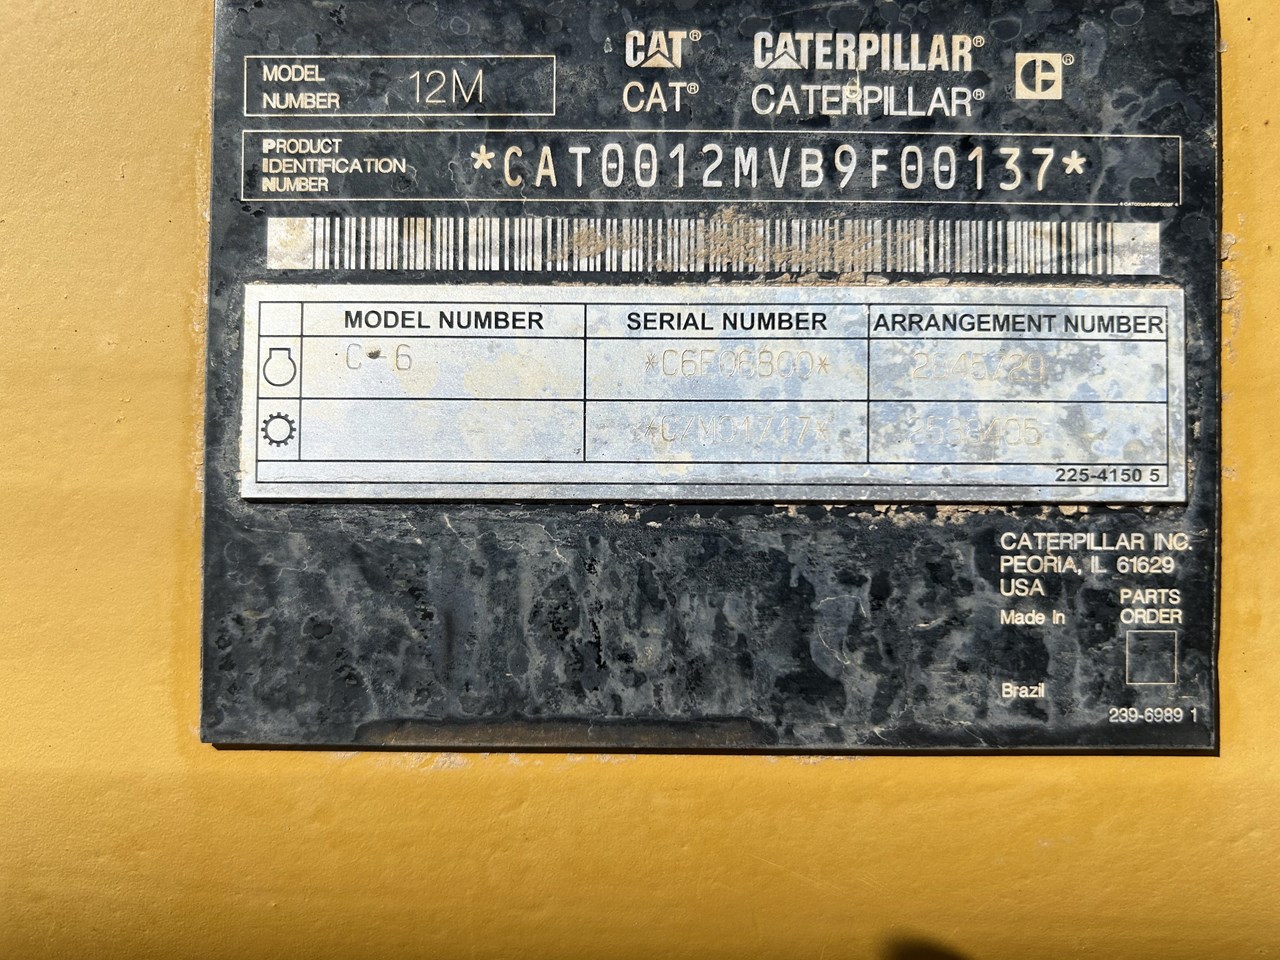 CAT® CATERPILLAR®
CAT® CATERPILLAR®
MODEL NUMBER 12M
PRODUCT IDENTIFICATION NUMBER
*CAT0012MVB9F00137*
MODEL NUMBER SERIAL NUMBER ARRANGEMENT NUMBER
C-6
225-4150 5
CATERPILLAR INC.
PEORIA, IL 61629
USA
PARTS
Made in ORDER
Brazil
239-6989 1